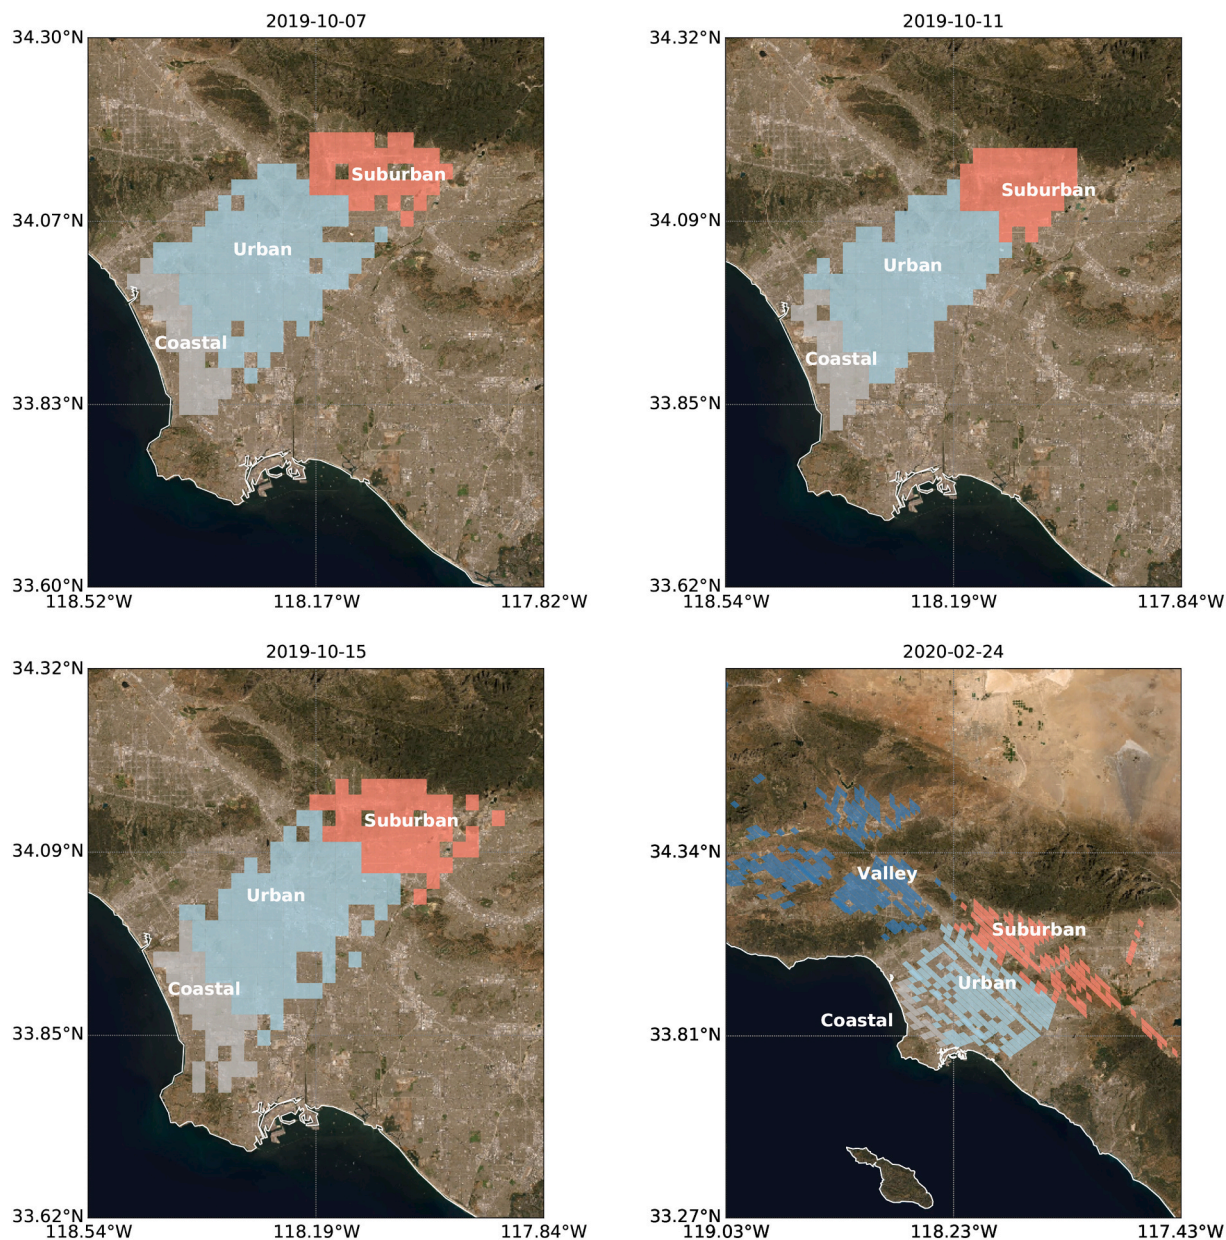 2019-10-07
34.30°N
34.07°N
33.83°N
33.60°N
118.52°W
118.17°W
117.82°W
Suburban
Urban
Coastal
2019-10-11
34.32°N
34.09°N
33.85°N
33.62°N
118.54°W
118.19°W
117.84°W
Suburban
Urban
Coastal
2019-10-15
34.32°N
34.09°N
33.85°N
33.62°N
118.54°W
118.19°W
117.84°W
Suburban
Urban
Coastal
2020-02-24
34.34°N
33.81°N
33.27°N
119.03°W
118.23°W
117.43°W
Valley
Suburban
Urban
Coastal